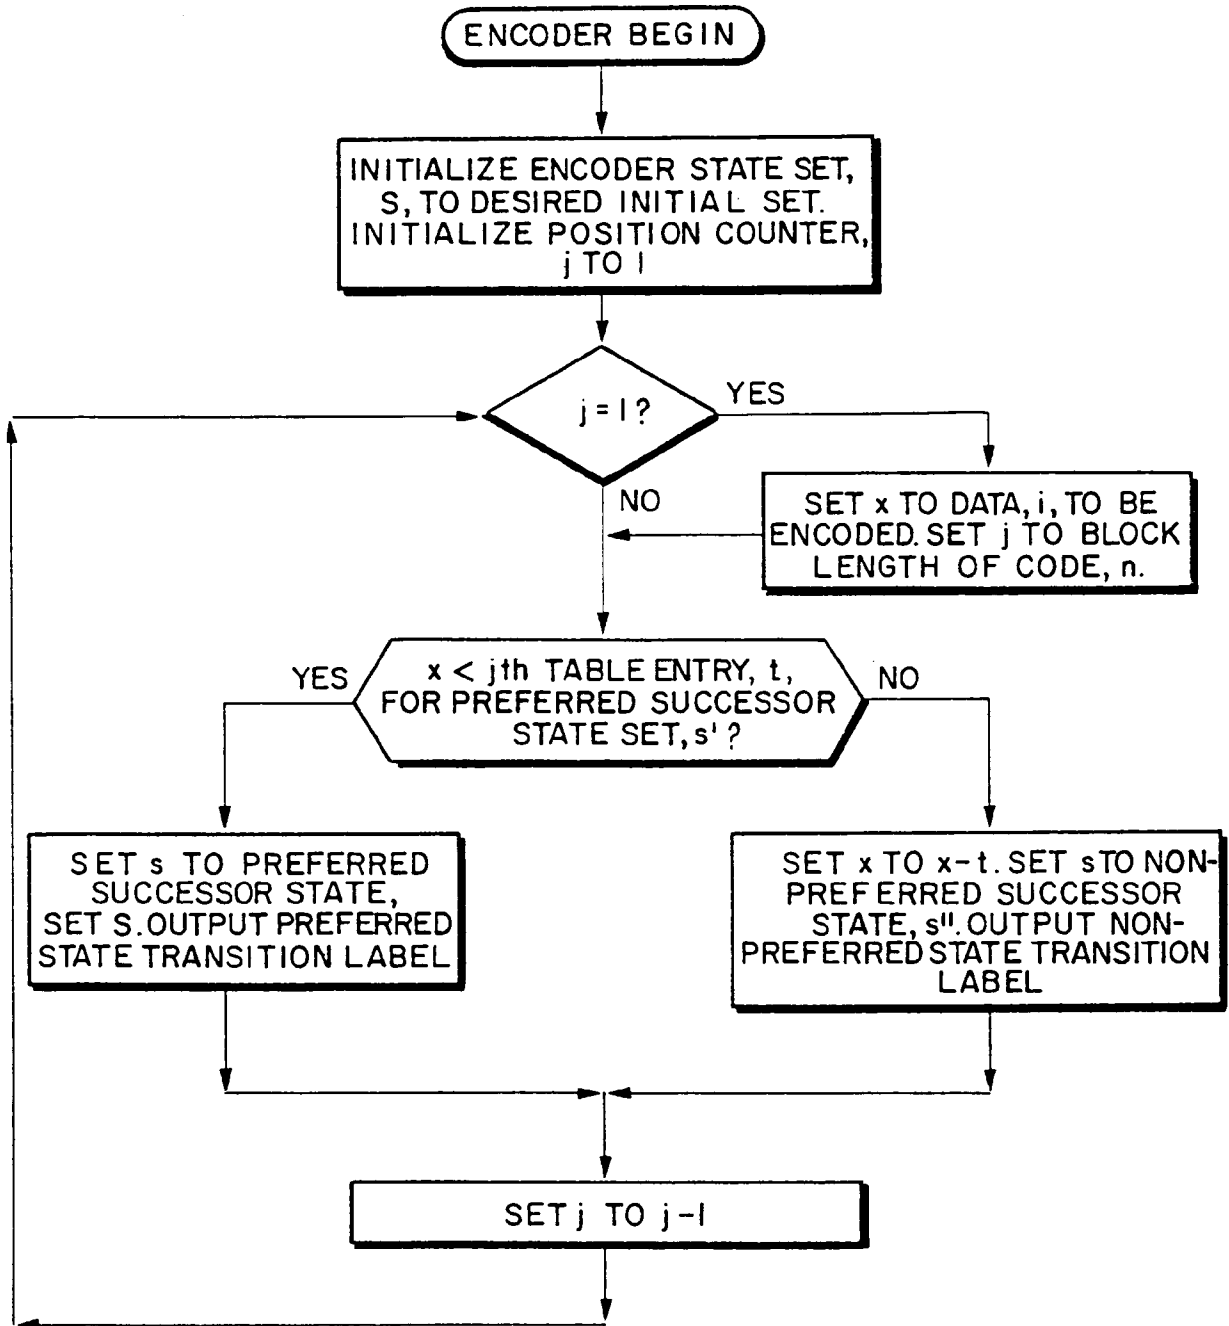 ENCODER BEGIN
INITIALIZE ENCODER STATE SET,
S, TO DESIRED INITIAL SET.
INITIALIZE POSITION COUNTER,
j TO 1
j = 1 ?
YES
NO
SET x TO DATA, i, TO BE
ENCODED. SET j TO BLOCK
LENGTH OF CODE, n.
YES
x < jth TABLE ENTRY, t,
FOR PREFERRED SUCCESSOR
STATE SET, s' ?
NO
SET s TO PREFERRED
SUCCESSOR STATE,
SET S. OUTPUT PREFERRED
STATE TRANSITION LABEL
SET x TO x-t. SET s TO NON-
PREFERRED SUCCESSOR
STATE, s". OUTPUT NON-
PREFERRED STATE TRANSITION
LABEL
SET j TO j-1